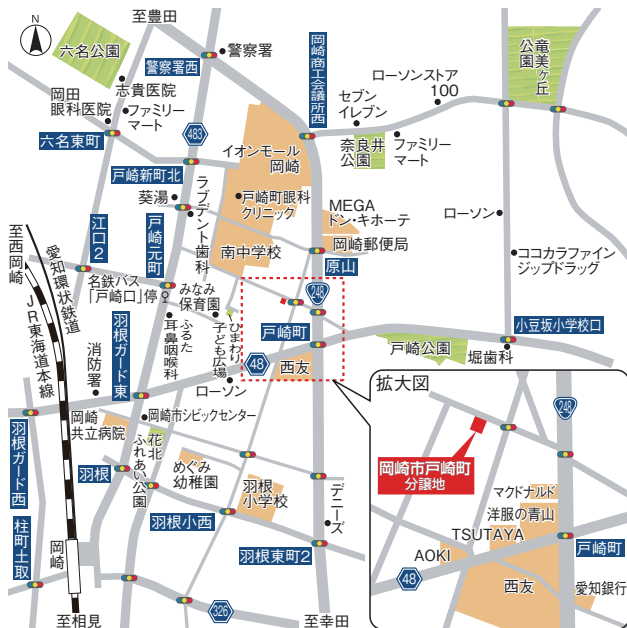 至豊田
N
六名公園
警察署
警察署西
志貴医院
岡田
眼科医院
ファミリー
マート
六名東町
483
戸崎新町北
岡崎商工会議所西
セブン
イレブン
ローソンストア
100
竜美ヶ丘
公園
奈良井
公園
ファミリー
マート
イオンモール
岡崎
戸崎町眼科
クリニック
葵湯
ラブデント歯科
MEGA
ドン・キホーテ
岡崎郵便局
ローソン
ココカラファイン
ジップドラッグ
江口2
戸崎元町
南中学校
原山
至西岡崎
愛知環状鉄道
JR東海道本線
名鉄バス
「戸崎口」停
みなみ
保育園
248
戸崎町
小豆坂小学校口
ひまわり
子ども広場
ふるた
耳鼻咽喉科
羽根ガード東
消防署
48
西友
戸崎公園
堀歯科
ローソン
岡崎
共立病院
岡崎市シビックセンター
羽根ガード西
花北
ふれあい公園
羽根
めぐみ
幼稚園
羽根
小学校
デニーズ
羽根小西
羽根東町2
柱町土取
岡崎
326
至相見
至幸田
拡大図
248
岡崎市戸崎町
分譲地
マクドナルド
洋服の青山
TSUTAYA
AOKI
戸崎町
48
西友
愛知銀行